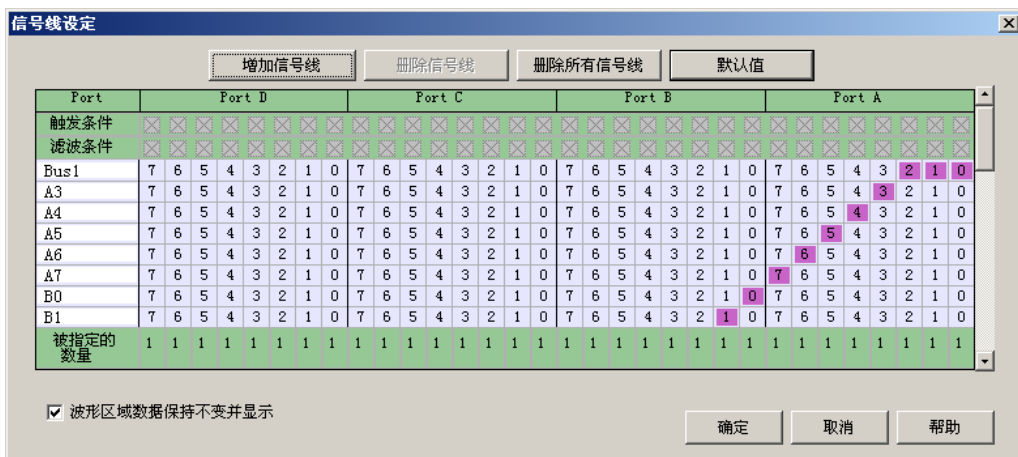 信号线设定
增加信号线 删除信号线 删除所有信号线 默认值
Port Port D Port C Port B Port A
触发条件
滤波条件
Bus1 7 6 5 4 3 2 1 0 7 6 5 4 3 2 1 0 7 6 5 4 3 2 1 0 7 6 5 4 3 2 1 0
A3 7 6 5 4 3 2 1 0 7 6 5 4 3 2 1 0 7 6 5 4 3 2 1 0 7 6 5 4 3 2 1 0
A4 7 6 5 4 3 2 1 0 7 6 5 4 3 2 1 0 7 6 5 4 3 2 1 0 7 6 5 4 3 2 1 0
A5 7 6 5 4 3 2 1 0 7 6 5 4 3 2 1 0 7 6 5 4 3 2 1 0 7 6 5 4 3 2 1 0
A6 7 6 5 4 3 2 1 0 7 6 5 4 3 2 1 0 7 6 5 4 3 2 1 0 7 6 5 4 3 2 1 0
A7 7 6 5 4 3 2 1 0 7 6 5 4 3 2 1 0 7 6 5 4 3 2 1 0 7 6 5 4 3 2 1 0
B0 7 6 5 4 3 2 1 0 7 6 5 4 3 2 1 0 7 6 5 4 3 2 1 0 7 6 5 4 3 2 1 0
B1 7 6 5 4 3 2 1 0 7 6 5 4 3 2 1 0 7 6 5 4 3 2 1 0 7 6 5 4 3 2 1 0
被指定的
数量 1 1 1 1 1 1 1 1 1 1 1 1 1 1 1 1 1 1 1 1 1 1 1 1 1 1 1 1 1 1 1 1
波形区域数据保持不变并显示
确定 取消 帮助